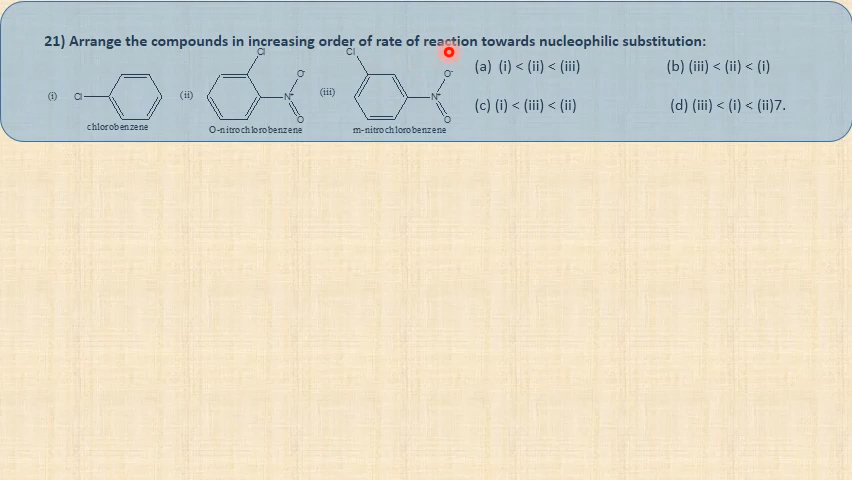 21) Arrange the compounds in increasing order of rate of reaction towards nucleophilic substitution:
(i) Cl
chlorobenzene
(ii) Cl
O-
N+
O
O-nitrochlorobenzene
(iii) Cl
O-
N+
O
m-nitrochlorobenzene
(a) (i) < (ii) < (iii) (b) (iii) < (ii) < (i)
(c) (i) < (iii) < (ii) (d) (iii) < (i) < (ii)7.